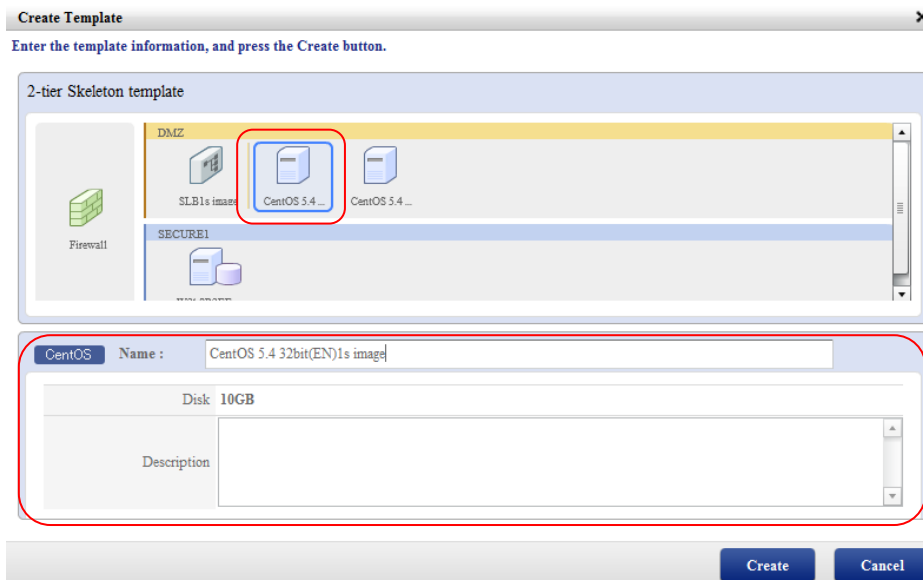 Create Template
Enter the template information, and press the Create button.
2-tier Skeleton template
DMZ
SLB1s image
CentOS 5.4 ...
CentOS 5.4 ...
Firewall
SECURE1
CentOS
Name :
CentOS 5.4 32bit(EN)1s image
Disk 10GB
Description
Create
Cancel